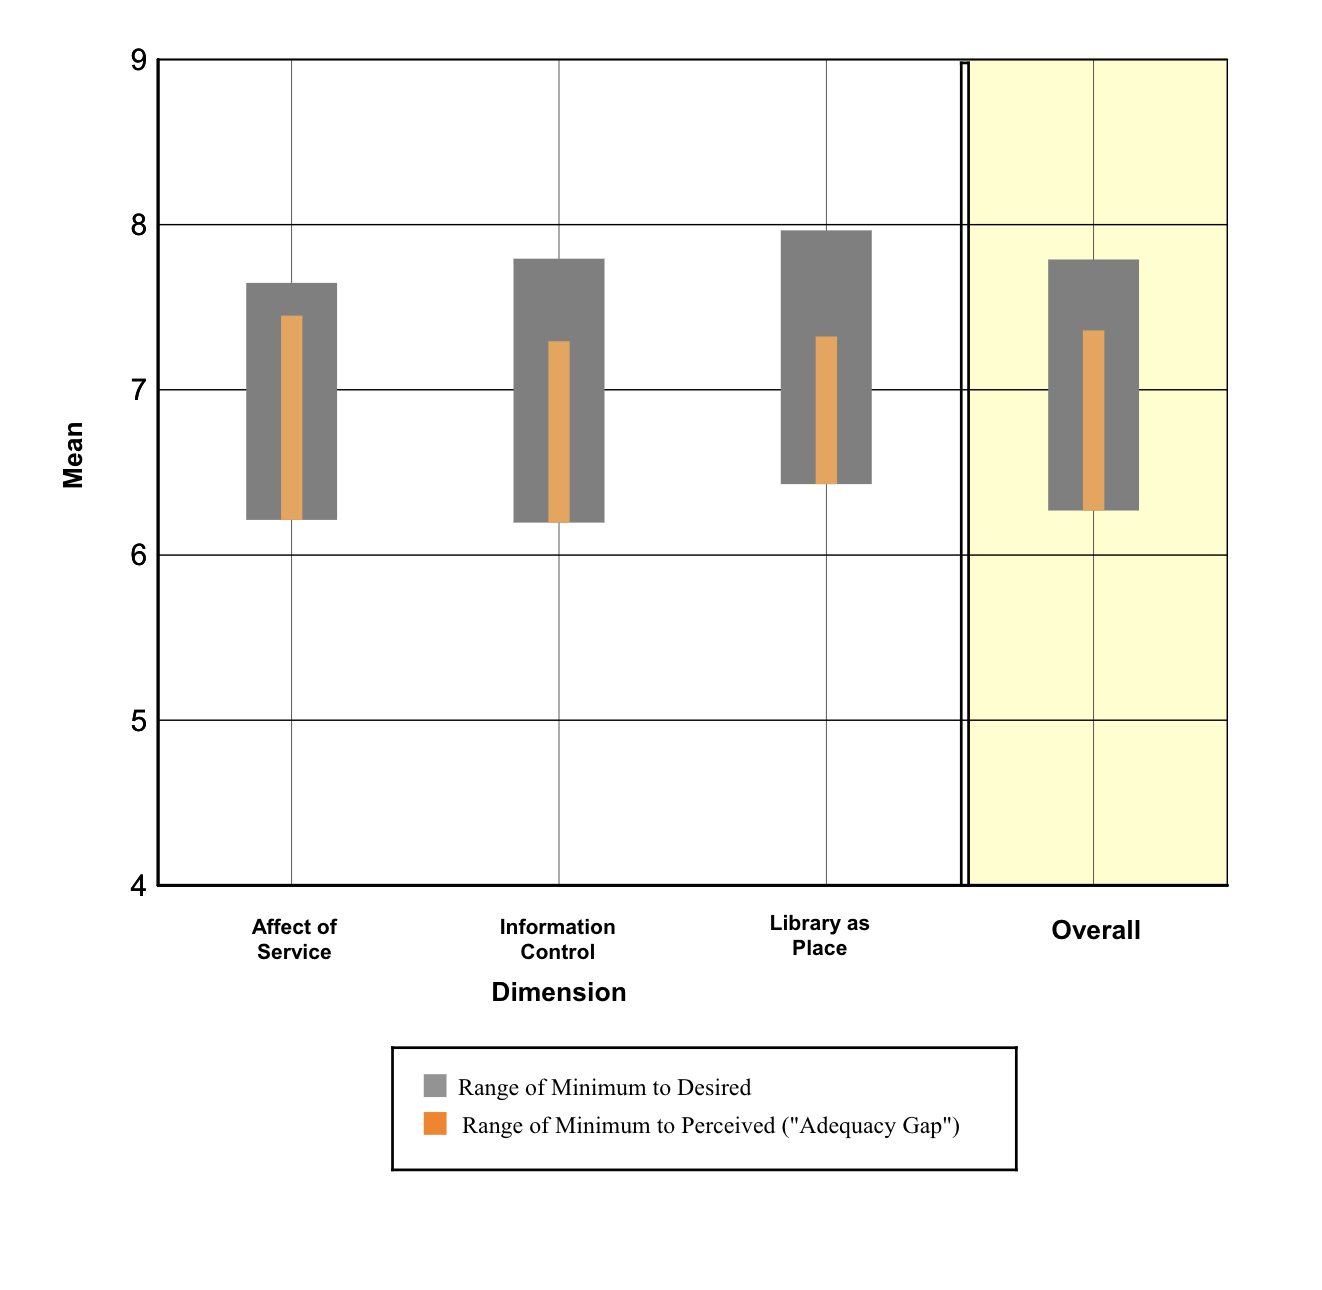 9
8
7
6
5
4
Mean
Affect of
Service
Information
Control
Library as
Place
Overall
Dimension
Range of Minimum to Desired
Range of Minimum to Perceived ("Adequacy Gap")